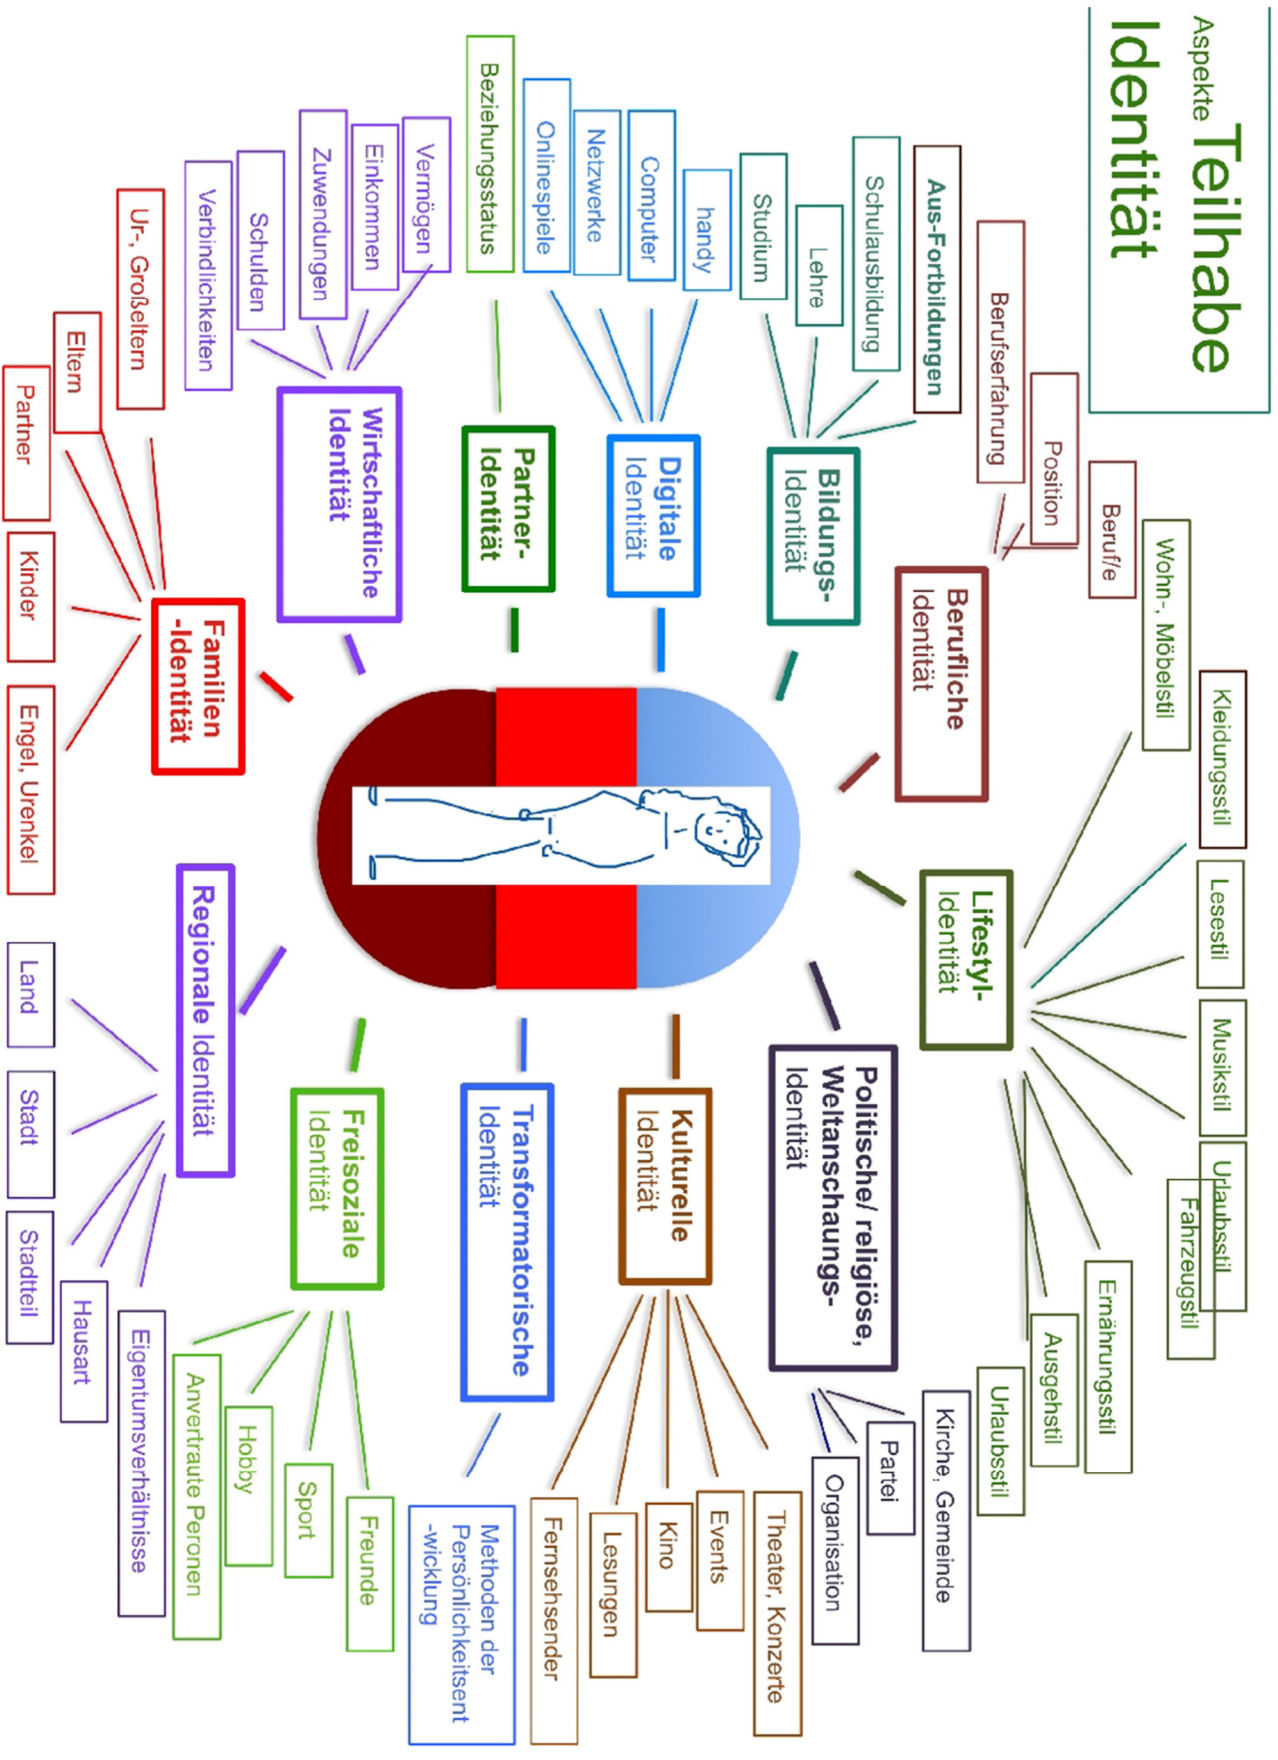 Aspekte Teilhabe
Identität
Wohn-, Möbelstil
Kleidungsstil
Lesestil
Musikstil
Urlaubsstil
Fahrzeugstil
Ernährungsstil
Ausgehstil
Urlaubsstil
Lifestyl-
Identität
Beruf/e
Position
Berufserfahrung
Berufliche
Identität
Aus-Fortbildungen
Schulausbildung
Lehre
Studium
Bildungs-
Identität
handy
Computer
Netzwerke
Onlinespiele
Digitale
Identität
Beziehungsstatus
Partner-
Identität
Vermögen
Einkommen
Zuwendungen
Schulden
Verbindlichkeiten
Wirtschaftliche
Identität
Ur-, Großeltern
Eltern
Partner
Kinder
Engel, Urenkel
Familien
-Identität
Politische/ religiöse,
Weltanschaungs-
Identität
Kirche, Gemeinde
Partei
Organisation
Kulturelle
Identität
Theater, Konzerte
Events
Kino
Lesungen
Fernsehsender
Transformatorische
Identität
Methoden der
Persönlichkeitsent
-wicklung
Freisoziale
Identität
Freunde
Sport
Hobby
Anvertraute Peronen
Regionale Identität
Land
Stadt
Stadtteil
Hausart
Eigentumsverhältnisse